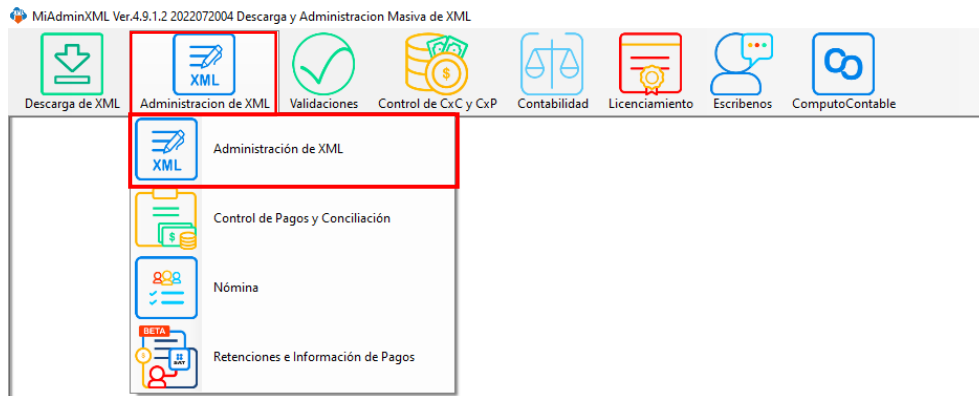 MiAdminXML Ver.4.9.1.2 2022072004 Descarga y Administracion Masiva de XML
XML
Descarga de XML Administracion de XML Validaciones Control de CxC y CxP Contabilidad Licenciamiento Escribenos ComputoContable
XML Administración de XML
Control de Pagos y Conciliación
Nómina
BETA
SAT
Retenciones e Información de Pagos